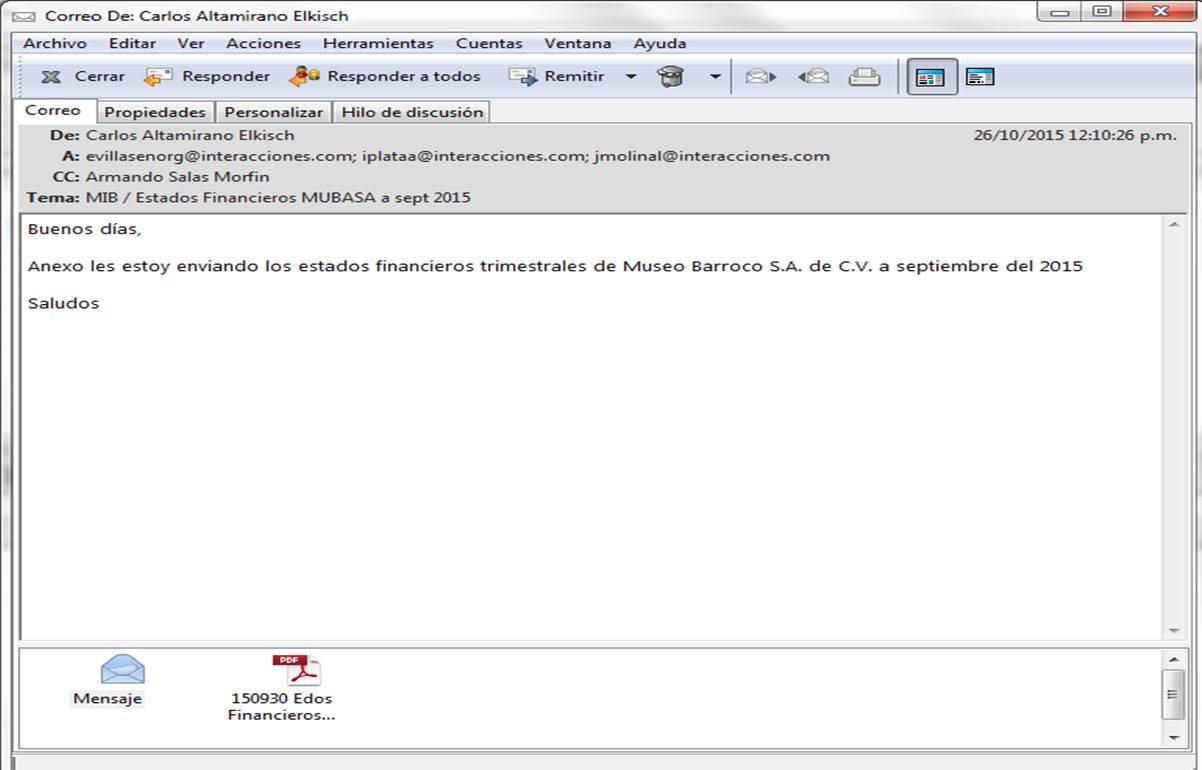 Correo De: Carlos Altamirano Elkisch
Archivo Editar Ver Acciones Herramientas Cuentas Ventana Ayuda
Cerrar Responder Responder a todos Remitir
Correo Propiedades Personalizar Hilo de discusión
De: Carlos Altamirano Elkisch 26/10/2015 12:10:26 p.m.
A: evillasenorg@interacciones.com; iplataa@interacciones.com; jmolinal@interacciones.com
CC: Armando Salas Morfin
Tema: MIB / Estados Financieros MUBASA a sept 2015
Buenos días,
Anexo les estoy enviando los estados financieros trimestrales de Museo Barroco S.A. de C.V. a septiembre del 2015
Saludos
PDF
Mensaje 150930 Edos
Financieros...